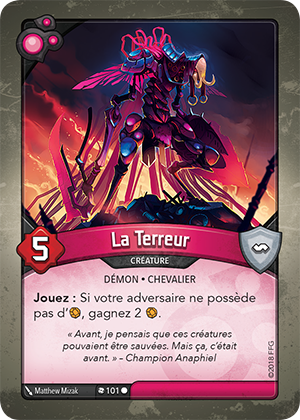 La Terreur
CRÉATURE
5
DÉMON • CHEVALIER
Jouez : Si votre adversaire ne possède
pas d', gagnez 2 .
« Avant, je pensais que ces créatures
pouvaient être sauvées. Mais ça, c'était
avant. » – Champion Anaphiel
Matthew Mizak
101
©2018 FFG